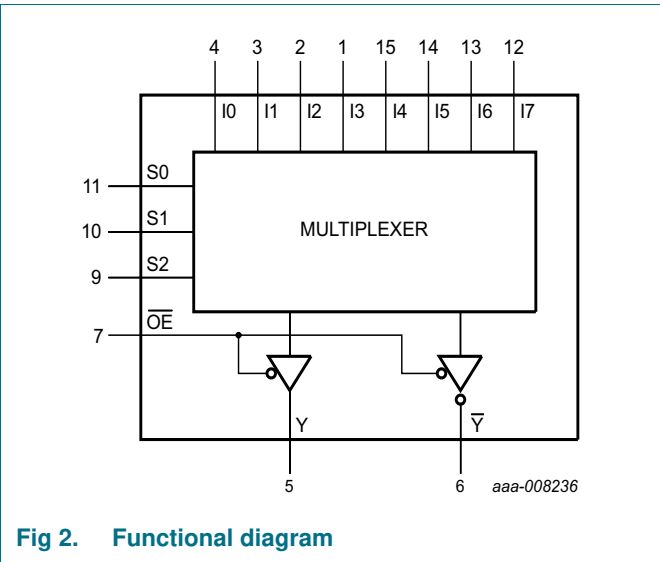 4 3 2 1 15 14 13 12
I0 I1 I2 I3 I4 I5 I6 I7
11 S0
10 S1
MULTIPLEXER
9 S2
7 O̅E̅
Y Y̅
5 6 aaa-008236
Fig 2. Functional diagram